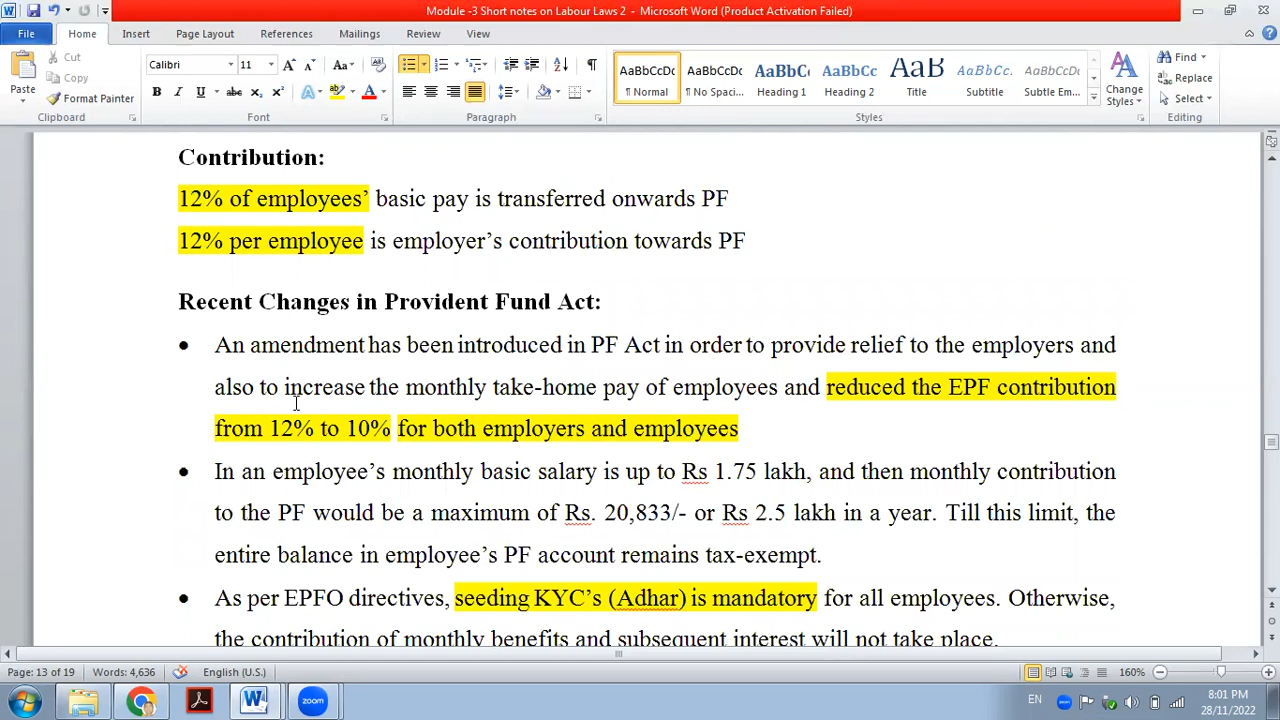 Module -3 Short notes on Labour Laws 2 - Microsoft Word (Product Activation Failed)
File Home Insert Page Layout References Mailings Review View
Cut
Copy
Paste Format Painter
Clipboard
Calibri 11
Font
Paragraph
AaBbCcDc AaBbCcDc AaBbC AaBbCc AaB AaBbCcL AaBbCcDc
¶ Normal ¶ No Spaci... Heading 1 Heading 2 Title Subtitle Subtle Em...
Change Styles
Styles
Find
Replace
Select
Editing
Contribution:
12% of employees’ basic pay is transferred onwards PF
12% per employee is employer’s contribution towards PF
Recent Changes in Provident Fund Act:
• An amendment has been introduced in PF Act in order to provide relief to the employers and
also to increase the monthly take-home pay of employees and reduced the EPF contribution
from 12% to 10% for both employers and employees
• In an employee’s monthly basic salary is up to Rs 1.75 lakh, and then monthly contribution
to the PF would be a maximum of Rs. 20,833/- or Rs 2.5 lakh in a year. Till this limit, the
entire balance in employee’s PF account remains tax-exempt.
• As per EPFO directives, seeding KYC’s (Adhar) is mandatory for all employees. Otherwise,
the contribution of monthly benefits and subsequent interest will not take place.
Page: 13 of 19 Words: 4,636 English (U.S.) 160%
zoom EN 8:01 PM
28/11/2022